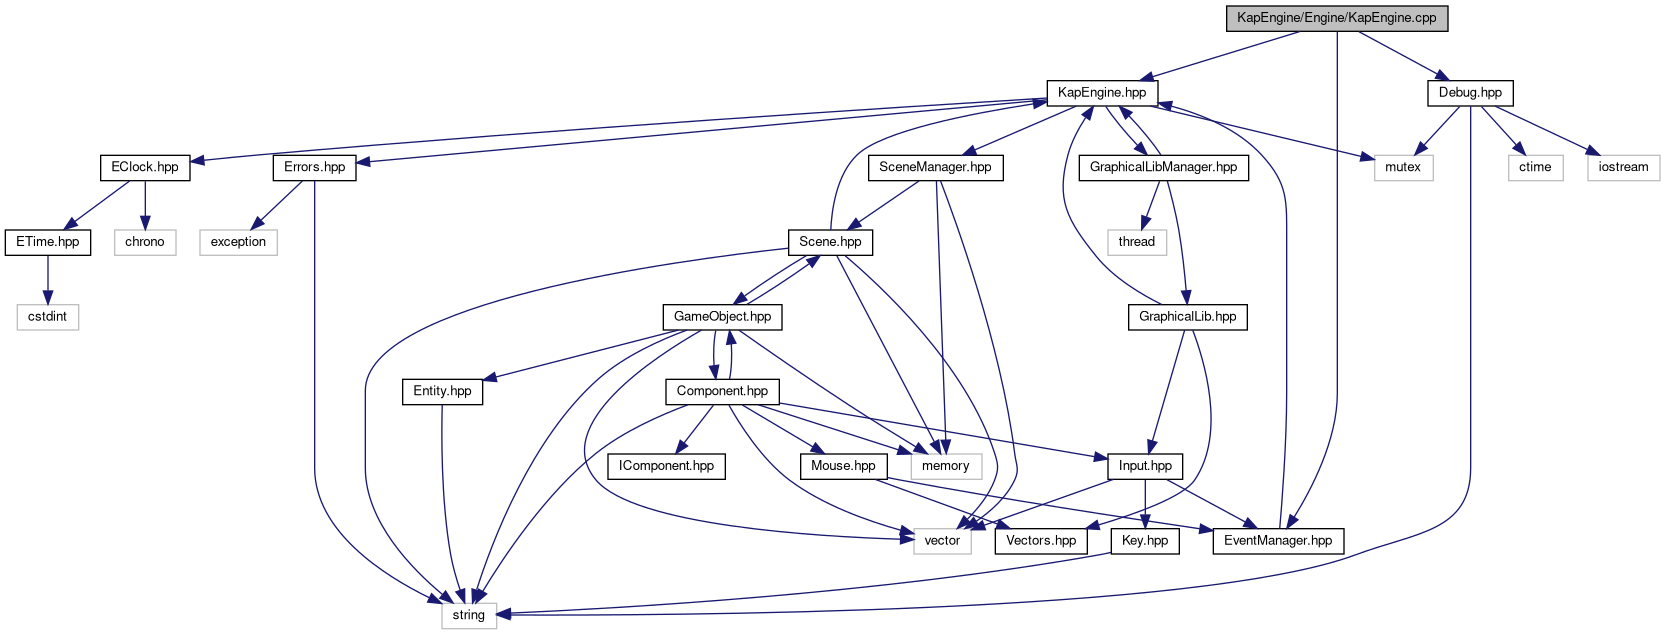 KapEngine/Engine/KapEngine.cpp
KapEngine.hpp
Debug.hpp
EClock.hpp
Errors.hpp
SceneManager.hpp
GraphicalLibManager.hpp
mutex
ctime
iostream
ETime.hpp
chrono
exception
Scene.hpp
thread
cstdint
GameObject.hpp
GraphicalLib.hpp
Entity.hpp
Component.hpp
IComponent.hpp
Mouse.hpp
memory
Input.hpp
vector
Vectors.hpp
Key.hpp
EventManager.hpp
string